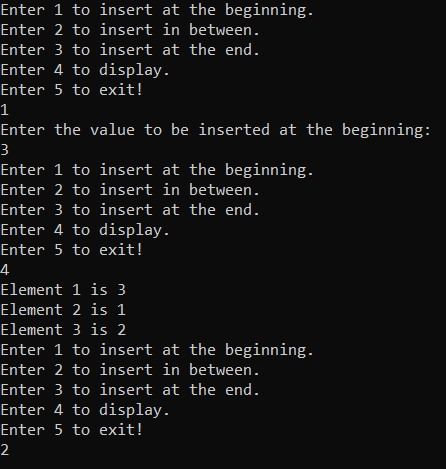 Enter 1 to insert at the beginning.
Enter 2 to insert in between.
Enter 3 to insert at the end.
Enter 4 to display.
Enter 5 to exit!
1
Enter the value to be inserted at the beginning:
3
Enter 1 to insert at the beginning.
Enter 2 to insert in between.
Enter 3 to insert at the end.
Enter 4 to display.
Enter 5 to exit!
4
Element 1 is 3
Element 2 is 1
Element 3 is 2
Enter 1 to insert at the beginning.
Enter 2 to insert in between.
Enter 3 to insert at the end.
Enter 4 to display.
Enter 5 to exit!
2